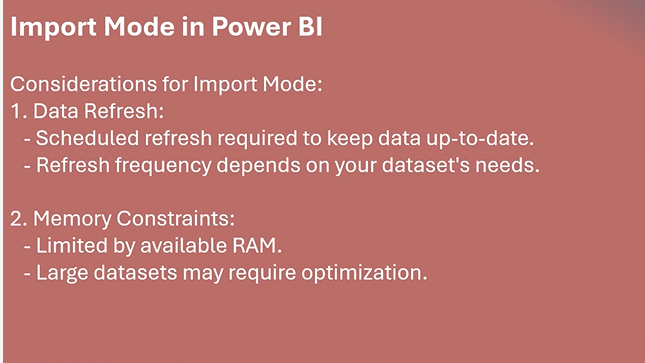 Import Mode in Power BI
Considerations for Import Mode:
1. Data Refresh:
- Scheduled refresh required to keep data up-to-date.
- Refresh frequency depends on your dataset's needs.
2. Memory Constraints:
- Limited by available RAM.
- Large datasets may require optimization.